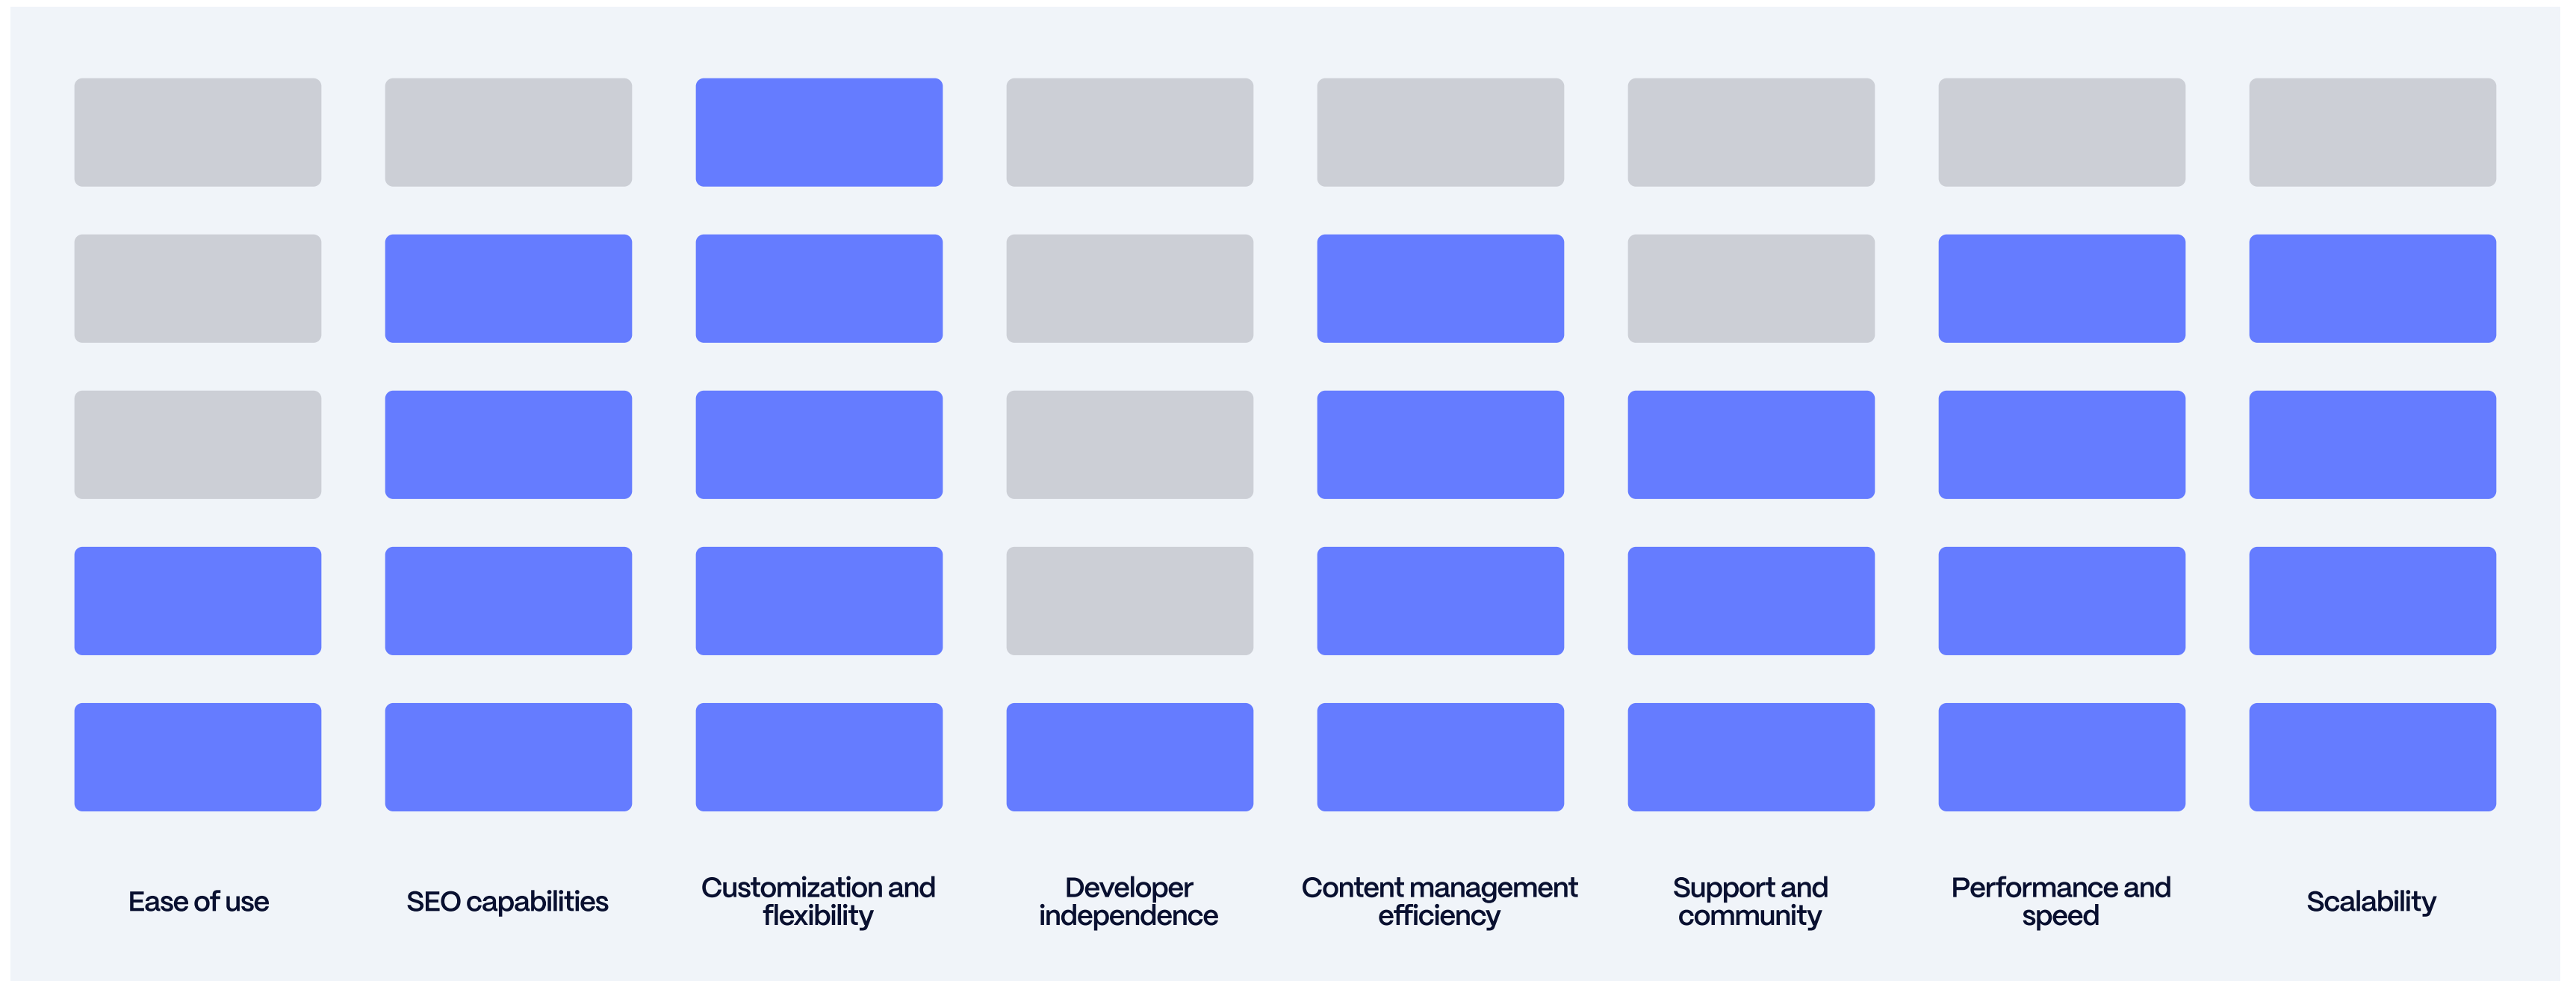 Ease of use
SEO capabilities
Customization and
flexibility
Developer
independence
Content management
efficiency
Support and
community
Performance and
speed
Scalability